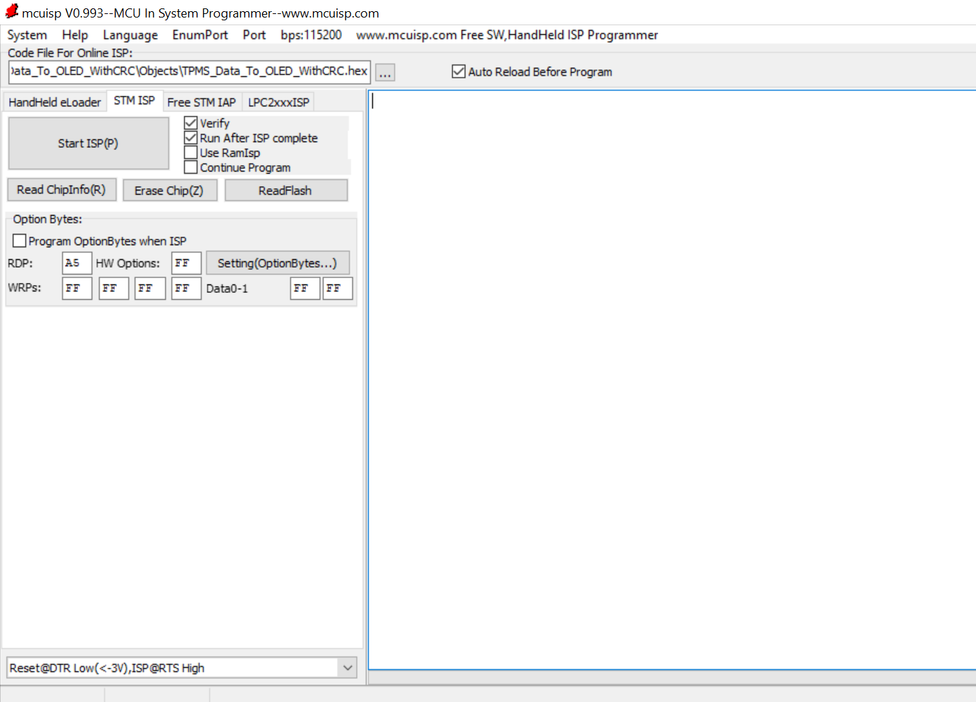 mcuisp V0.993--MCU In System Programmer--www.mcuisp.com
System Help Language EnumPort Port bps:115200 www.mcuisp.com Free SW,HandHeld ISP Programmer
Code File For Online ISP:
Data_To_OLED_WithCRC\Objects\TPMS_Data_To_OLED_WithCRC.hex ... Auto Reload Before Program
HandHeld eLoader STM ISP Free STM IAP LPC2xxxISP
Start ISP(P)
Verify
Run After ISP complete
Use RamIsp
Continue Program
Read ChipInfo(R) Erase Chip(Z) ReadFlash
Option Bytes:
Program OptionBytes when ISP
RDP: A5 HW Options: FF Setting(OptionBytes...)
WRPs: FF FF FF FF Data0-1 FF FF
Reset@DTR Low(<-3V),ISP@RTS High